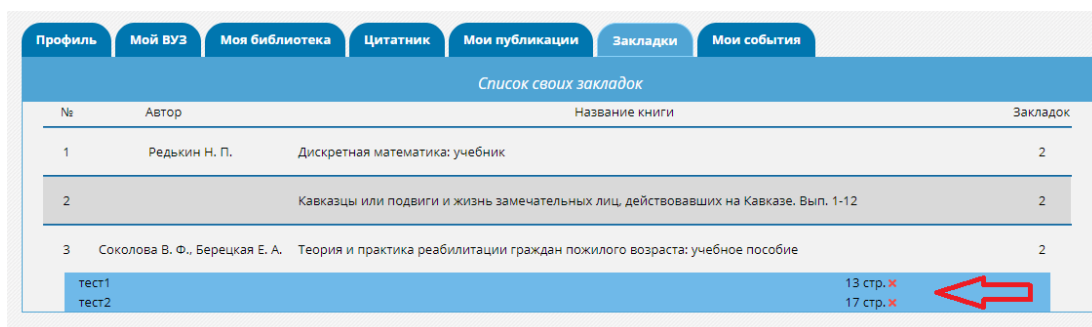 Профиль Мой ВУЗ Моя библиотека Цитатник Мои публикации Закладки Мои события
Список своих закладок
№ Автор Название книги Закладок
1 Редькин Н. П. Дискретная математика: учебник 2
2 Кавказцы или подвиги и жизнь замечательных лиц, действовавших на Кавказе. Вып. 1-12 2
3 Соколова В. Ф., Берецкая Е. А. Теория и практика реабилитации граждан пожилого возраста: учебное пособие 2
тест1 13 стр.
тест2 17 стр.